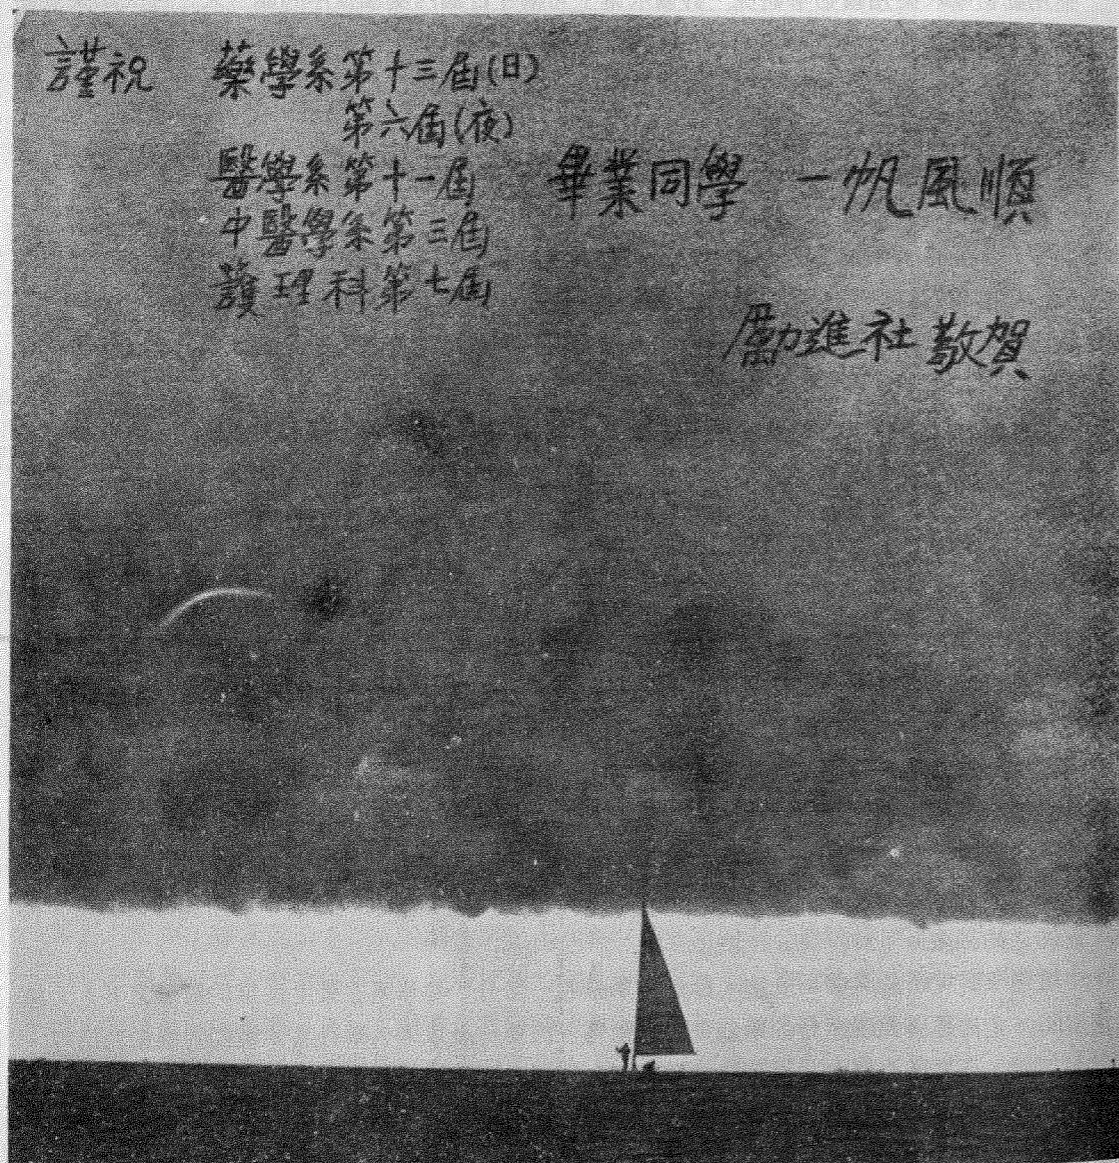 謹祝 藥學系第十三屆(日)
第六屆(夜)
醫學系第十一屆 畢業同學 一帆風順
中醫學系第三屆
護理科第七屆
勵進社敬賀